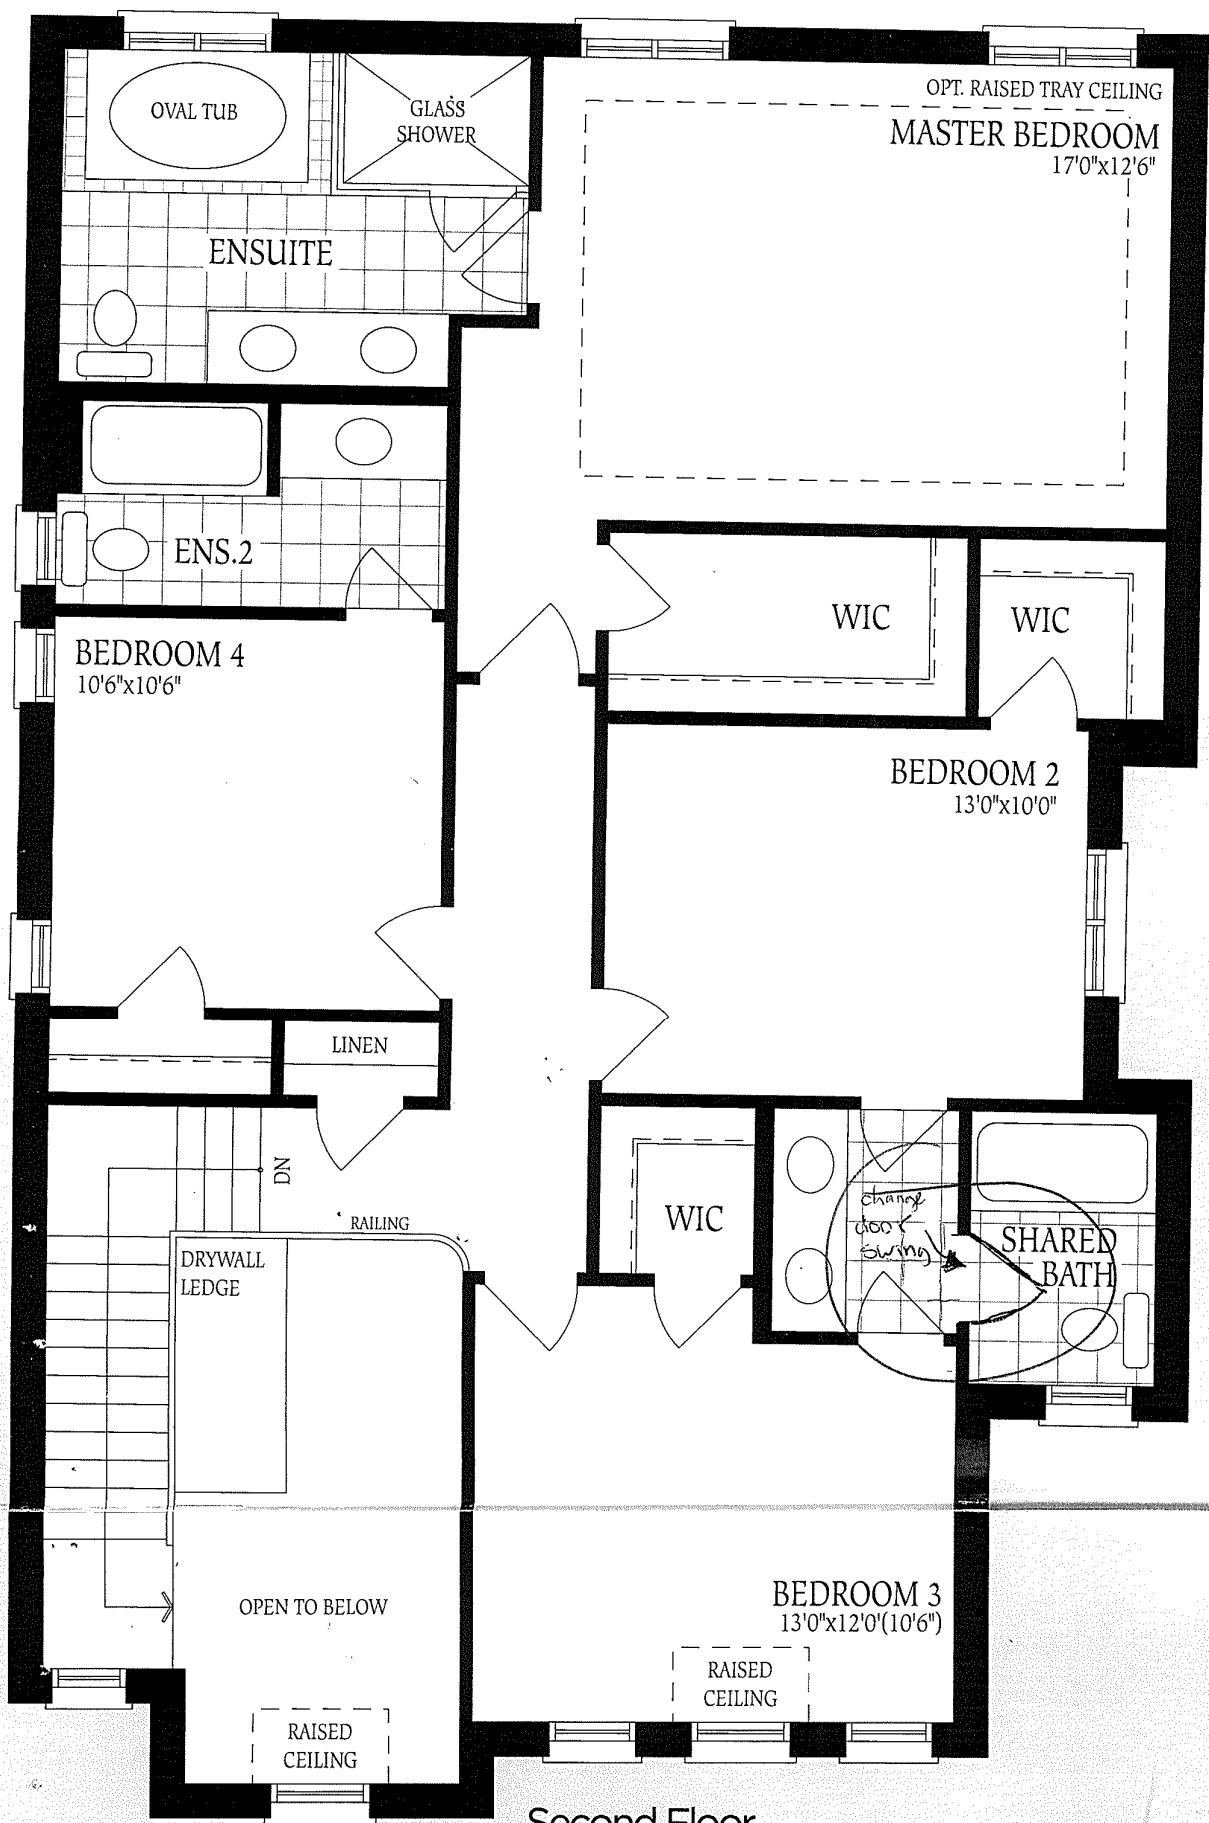 OVAL TUB
GLASS
SHOWER
OPT. RAISED TRAY CEILING
MASTER BEDROOM
17'0"x12'6"
ENSUITE
ENS.2
WIC
WIC
BEDROOM 4
10'6"x10'6"
BEDROOM 2
13'0"x10'0"
LINEN
DN
RAILING
DRYWALL
LEDGE
WIC
change
door
swing
SHARED
BATH
OPEN TO BELOW
BEDROOM 3
13'0"x12'0'(10'6")
RAISED
CEILING
RAISED
CEILING
Second Floor